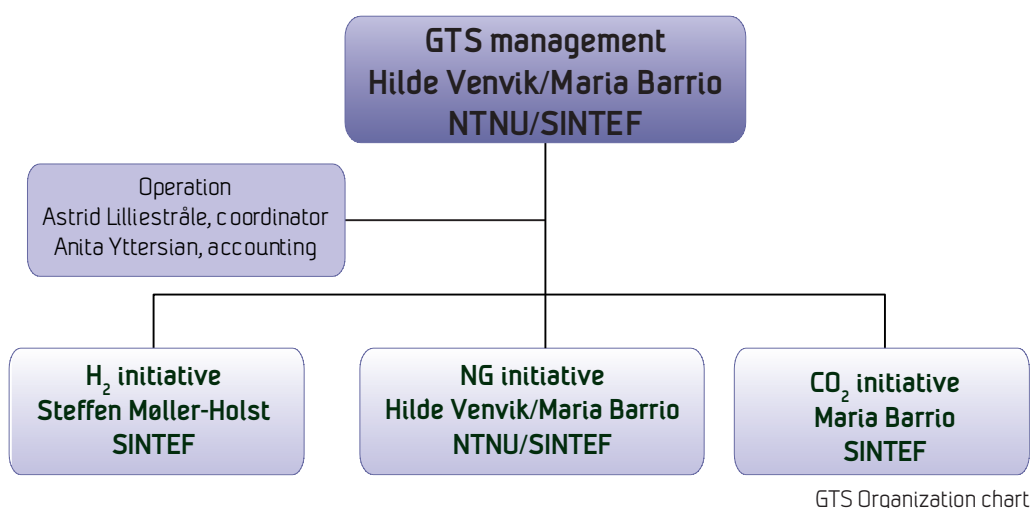 GTS management
Hilde Venvik/Maria Barrio
NTNU/SINTEF
Operation
Astrid Lilliestråle, coordinator
Anita Yttersian, accounting
H₂ initiative
Steffen Møller-Holst
SINTEF
NG initiative
Hilde Venvik/Maria Barrio
NTNU/SINTEF
CO₂ initiative
Maria Barrio
SINTEF
GTS Organization chart